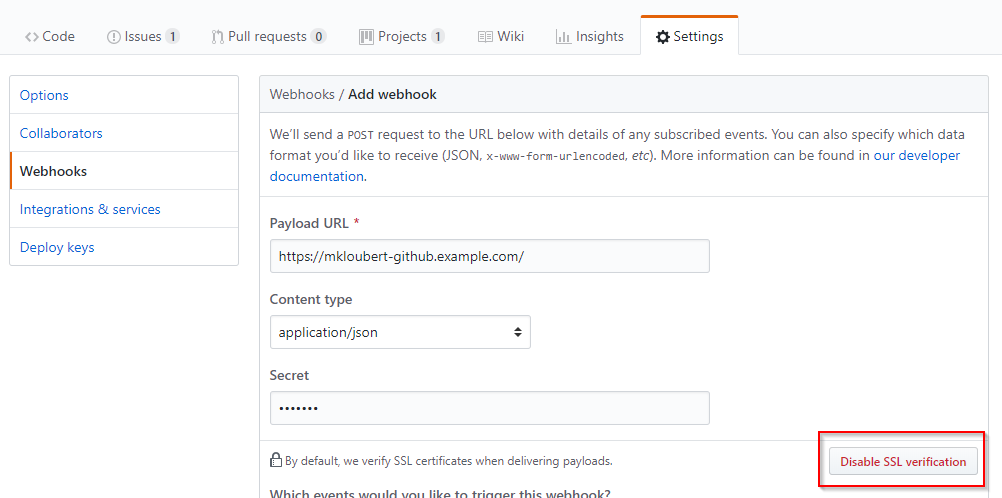 Code Issues 1 Pull requests 0 Projects 1 Wiki Insights Settings
Options
Collaborators
Webhooks
Integrations & services
Deploy keys
Webhooks / Add webhook
We’ll send a POST request to the URL below with details of any subscribed events. You can also specify which data
format you’d like to receive (JSON, x-www-form-urlencoded, etc). More information can be found in our developer
documentation.
Payload URL *
https://mkloubert-github.example.com/
Content type
application/json
Secret
•••••••
By default, we verify SSL certificates when delivering payloads.
Disable SSL verification
Which events would you like to trigger this webhook?